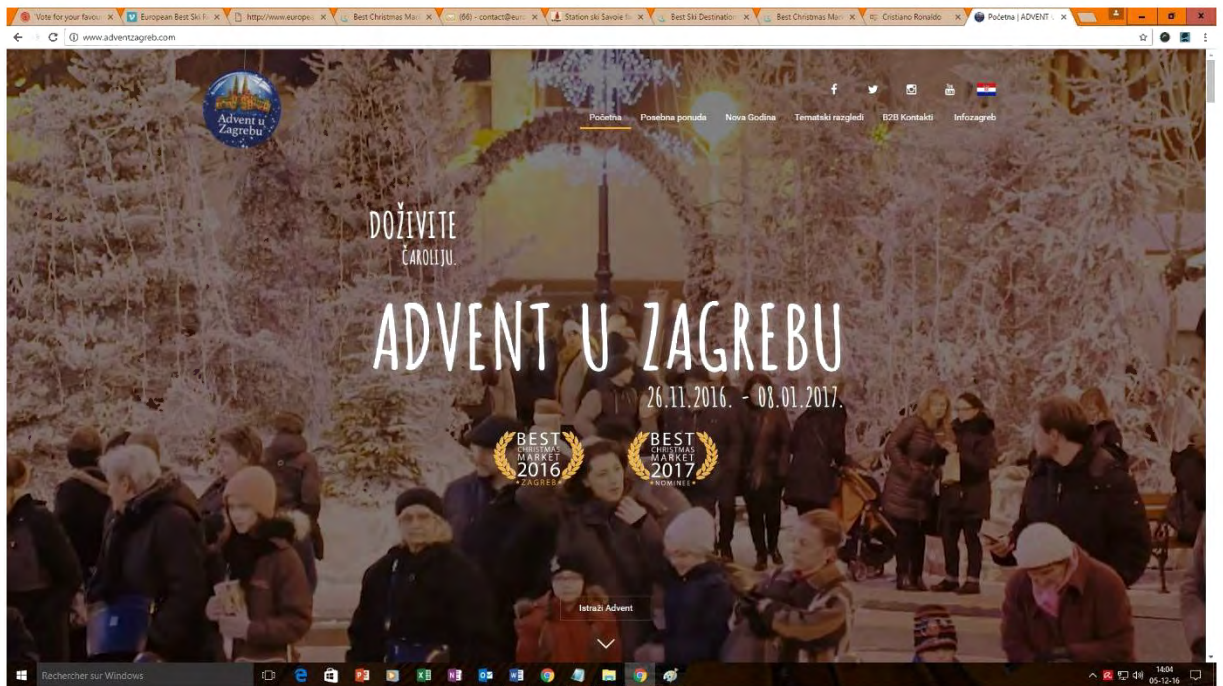 Vote for your favou
European Best Ski R
http://www.europea
Best Christmas Mar
(66) - contact@euro
Station ski Savoie
Best Ski Destination
Best Christmas Mar
Cristiano Ronaldo
Početna | ADVENT U
www.adventzagreb.com
Advent u
Zagrebu
Početna
Posebna ponuda
Nova Godina
Tematski razgledi
B2B Kontakti
Infozagreb
DOŽIVITE
ČAROLIJU.
ADVENT U ZAGREBU
26.11.2016. - 08.01.2017.
BEST
CHRISTMAS
MARKET
2016
ZAGREB
BEST
CHRISTMAS
MARKET
2017
NOMINEE
Istraži Advent
Rechercher sur Windows
14:04
05-12-16